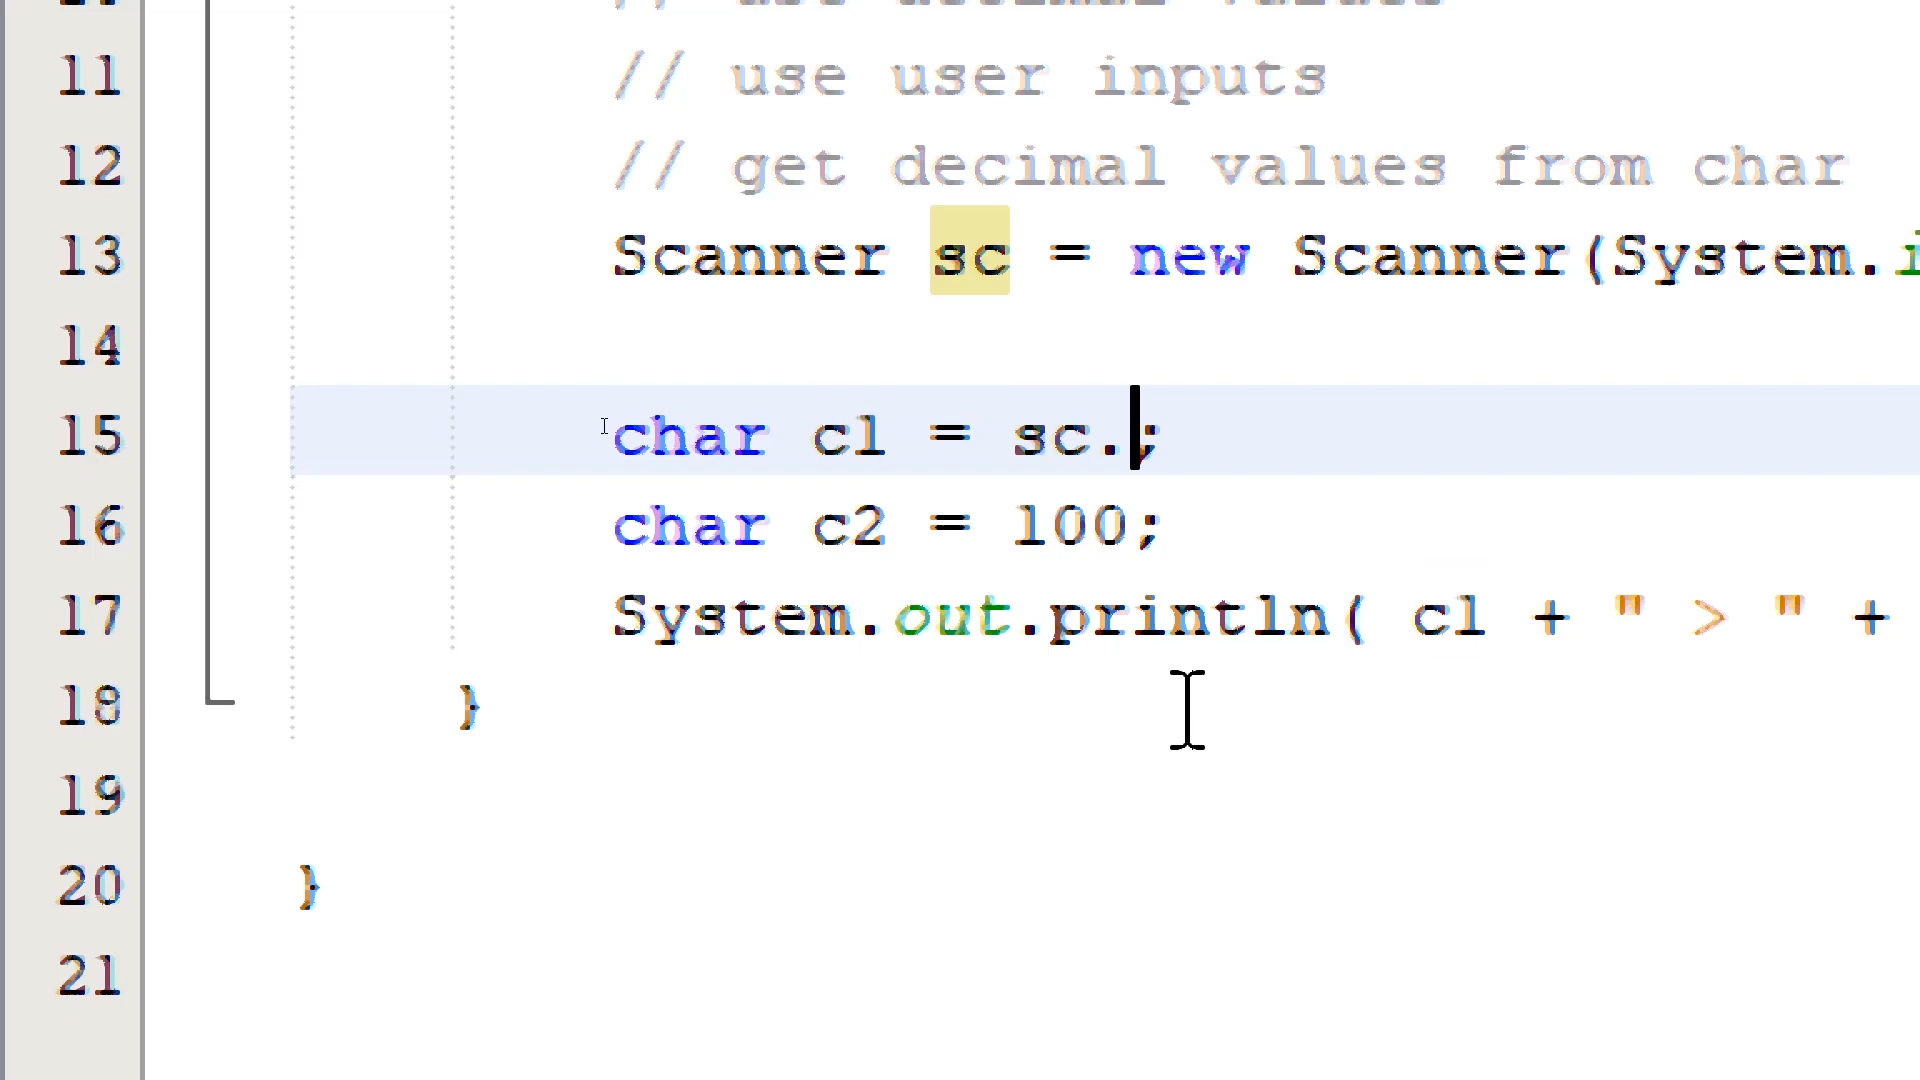 11 // use user inputs
12 // get decimal values from char
13 Scanner sc = new Scanner(System.
14
15 char c1 = sc.;
16 char c2 = 100;
17 System.out.println( c1 + " > " +
18 }
19
20 }
21